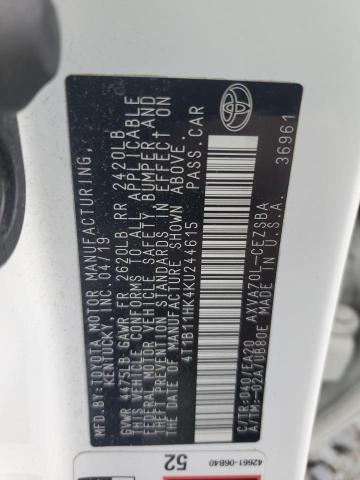 MFD.BY:TOYOTA MOTOR MANUFACTURING,
KENTUCKY, INC. 04/19
GVWR 4475LB GAWR FR 2620LB RR 2420LB
THIS VEHICLE CONFORMS TO ALL APPLICABLE
FEDERAL MOTOR VEHICLE SAFETY, BUMPER AND
THEFT PREVENTION STANDARDS IN EFFECT ON
THE DATE OF MANUFACTURE SHOWN ABOVE.
4T1B11HK4KU244615 PASS.CAR
C/TR:040/EA20 AXVA70L-CEZSBA
A/TM:-02A/UB80E MADE IN U.S.A. 36961
42661-06B40
52